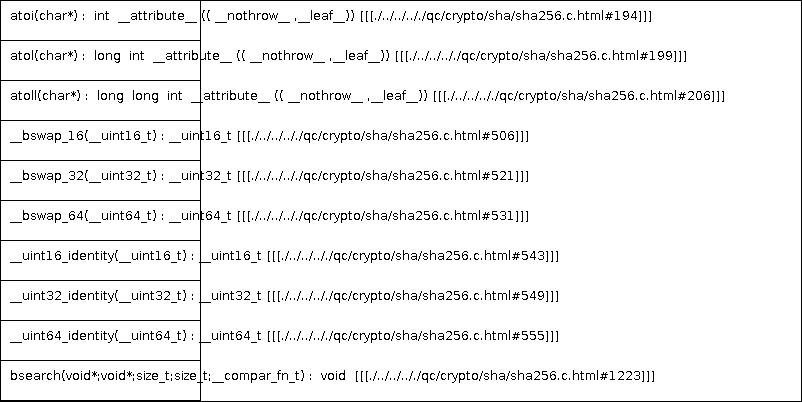 atoi(char*) : int __attribute__ (( __nothrow__ ,__leaf__)) [[[./../../././qc/crypto/sha/sha256.c.html#194]]]
atol(char*) : long int __attribute__ (( __nothrow__ ,__leaf__)) [[[./../../././qc/crypto/sha/sha256.c.html#199]]]
atoll(char*) : long long int __attribute__ (( __nothrow__ ,__leaf__)) [[[./../../././qc/crypto/sha/sha256.c.html#206]]]
__bswap_16(__uint16_t) : __uint16_t [[[./../../././qc/crypto/sha/sha256.c.html#506]]]
__bswap_32(__uint32_t) : __uint32_t [[[./../../././qc/crypto/sha/sha256.c.html#521]]]
__bswap_64(__uint64_t) : __uint64_t [[[./../../././qc/crypto/sha/sha256.c.html#531]]]
__uint16_identity(__uint16_t) : __uint16_t [[[./../../././qc/crypto/sha/sha256.c.html#543]]]
__uint32_identity(__uint32_t) : __uint32_t [[[./../../././qc/crypto/sha/sha256.c.html#549]]]
__uint64_identity(__uint64_t) : __uint64_t [[[./../../././qc/crypto/sha/sha256.c.html#555]]]
bsearch(void*;void*;size_t;size_t;__compar_fn_t) : void [[[./../../././qc/crypto/sha/sha256.c.html#1223]]]